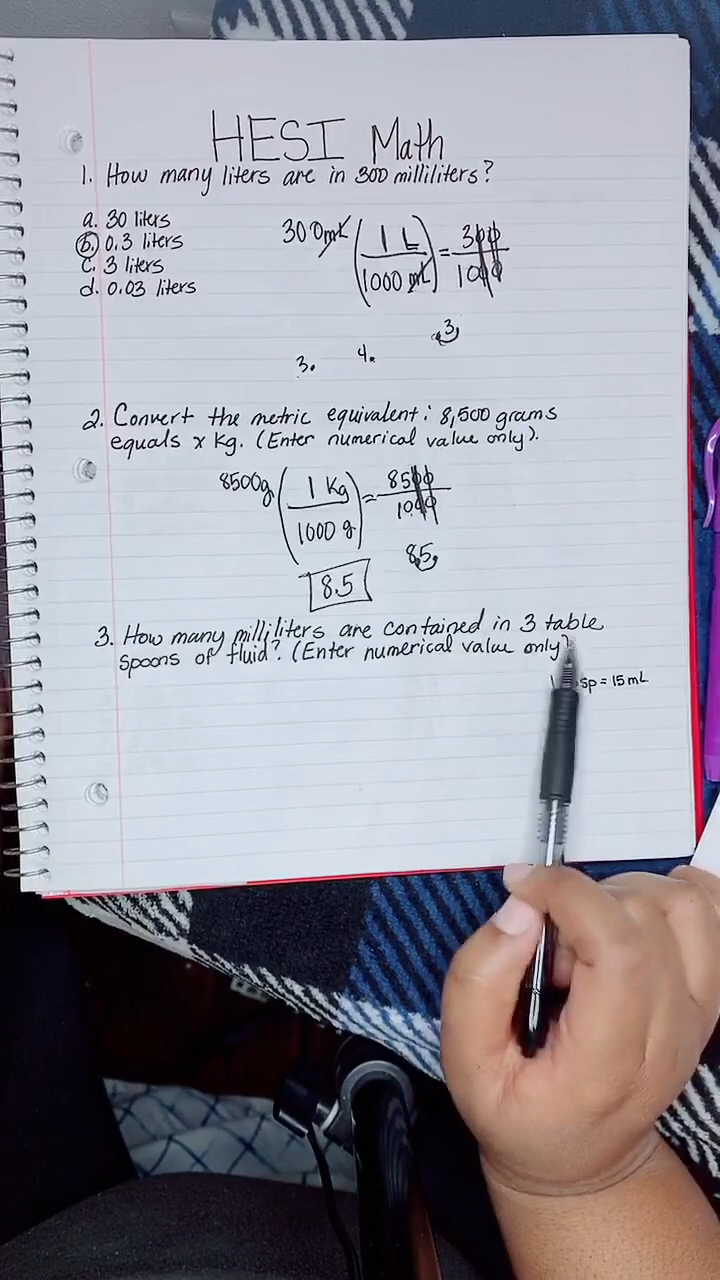 HESI Math
1. How many liters are in 300 milliliters?
a. 30 liters
b. 0.3 liters
c. 3 liters
d. 0.03 liters
300mL (1 L / 1000 mL) = 300 / 1000
.3
3. 4.
2. Convert the metric equivalent: 8,500 grams
equals x Kg. (Enter numerical value only).
8500g (1 Kg / 1000 g) = 8500 / 1000
8.5
8.5
3. How many milliliters are contained in 3 table
spoons of fluid? (Enter numerical value only)
= 15 mL